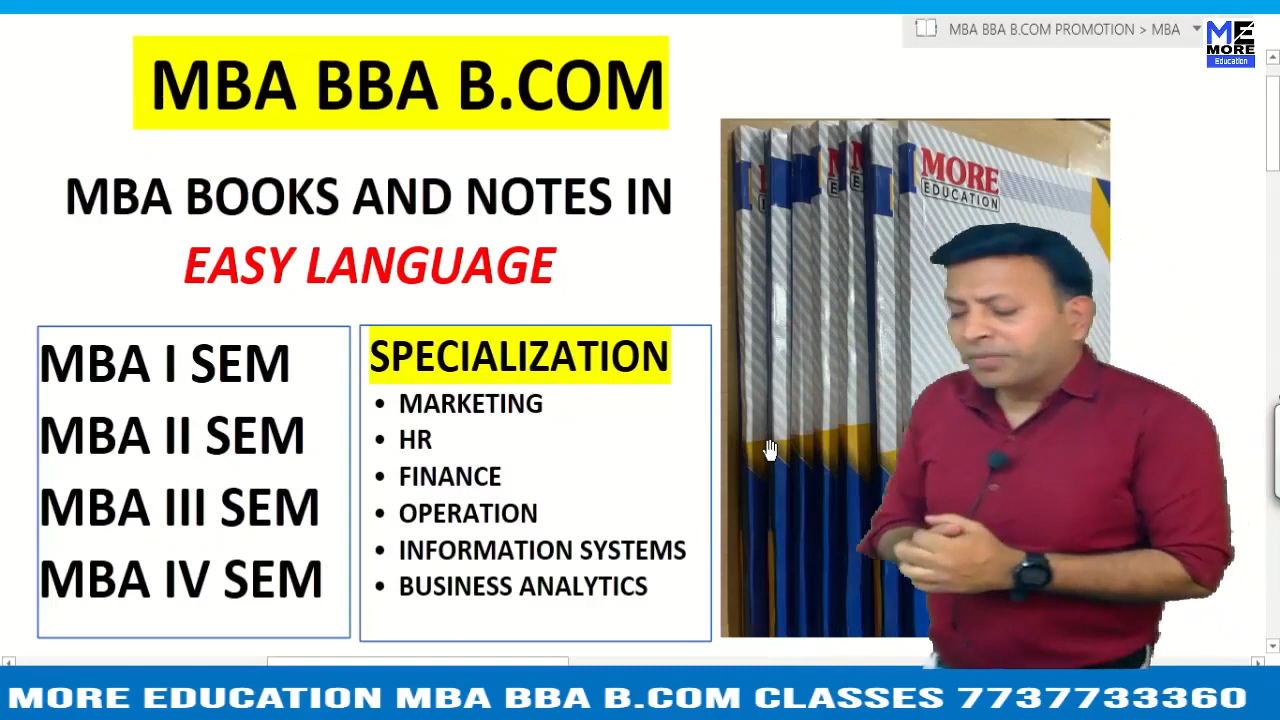 MBA BBA B.COM PROMOTION > MBA
ME
MORE
Education
MBA BBA B.COM
MBA BOOKS AND NOTES IN
EASY LANGUAGE
MORE
EDUCATION
MBA I SEM
MBA II SEM
MBA III SEM
MBA IV SEM
SPECIALIZATION
• MARKETING
• HR
• FINANCE
• OPERATION
• INFORMATION SYSTEMS
• BUSINESS ANALYTICS
MORE EDUCATION MBA BBA B.COM CLASSES 7737733360